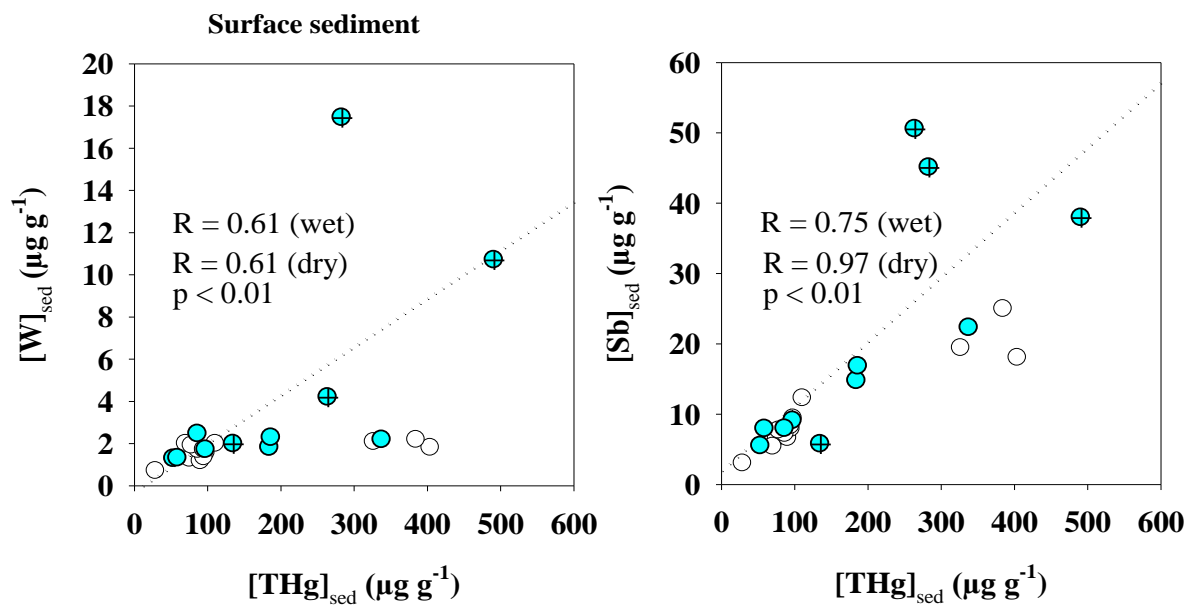 Surface sediment
20
18
16
14
12
10
8
6
4
2
0
[W]sed (µg g-1)
R = 0.61 (wet)
R = 0.61 (dry)
p < 0.01
0 100 200 300 400 500 600
[THg]sed (µg g-1)
60
50
40
30
20
10
0
[Sb]sed (µg g-1)
R = 0.75 (wet)
R = 0.97 (dry)
p < 0.01
0 100 200 300 400 500 600
[THg]sed (µg g-1)